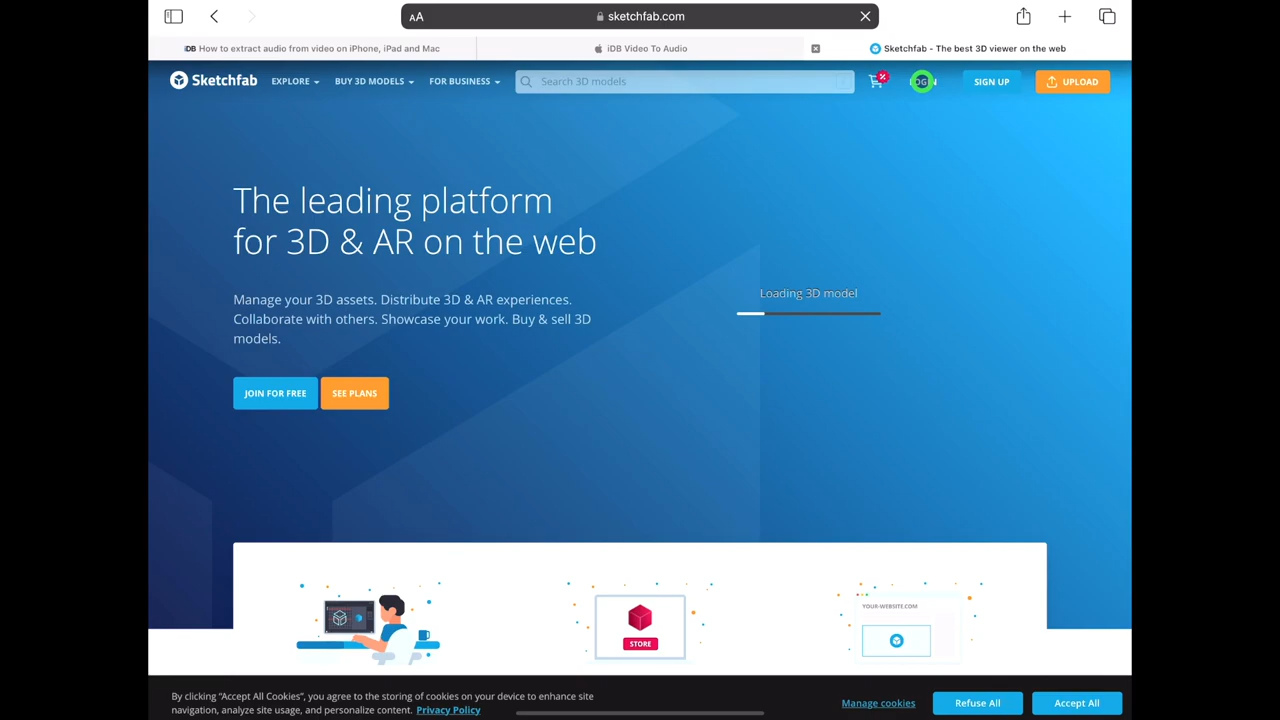 AA
sketchfab.com
iDB How to extract audio from video on iPhone, iPad and Mac
iDB Video To Audio
Sketchfab - The best 3D viewer on the web
Sketchfab
EXPLORE
BUY 3D MODELS
FOR BUSINESS
Search 3D models
LOGIN
SIGN UP
UPLOAD
The leading platform
for 3D & AR on the web
Manage your 3D assets. Distribute 3D & AR experiences.
Collaborate with others. Showcase your work. Buy & sell 3D
models.
Loading 3D model
JOIN FOR FREE
SEE PLANS
STORE
YOUR-WEBSITE.COM
By clicking "Accept All Cookies", you agree to the storing of cookies on your device to enhance site
navigation, analyze site usage, and personalize content. Privacy Policy
Manage cookies
Refuse All
Accept All